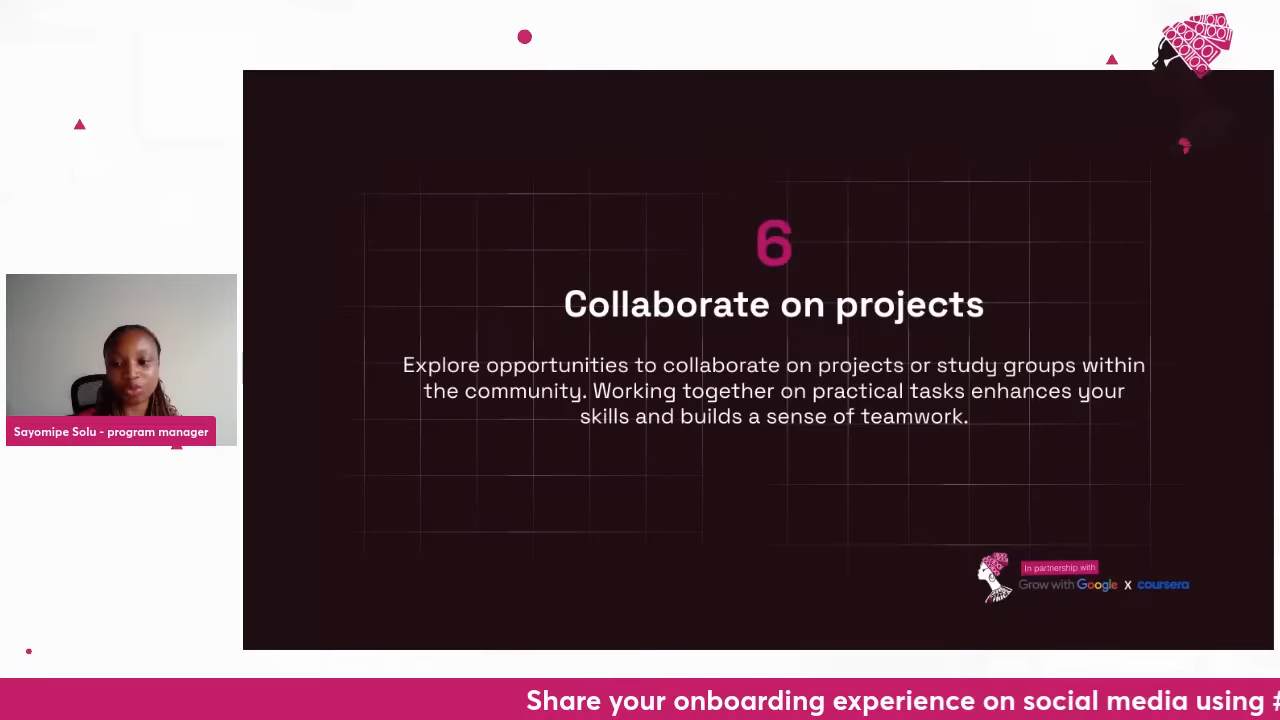 6
Collaborate on projects
Explore opportunities to collaborate on projects or study groups within
the community. Working together on practical tasks enhances your
skills and builds a sense of teamwork.
Sayomipe Solu - program manager
In partnership with
Grow with Google X coursera
Share your onboarding experience on social media using #